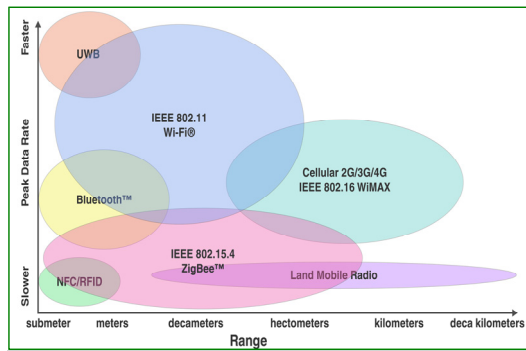 Faster
Peak Data Rate
Slower
UWB
IEEE 802.11
Wi-Fi®
Cellular 2G/3G/4G
IEEE 802.16 WiMAX
Bluetooth™
IEEE 802.15.4
ZigBee™
Land Mobile Radio
NFC/RFID
submeter meters decameters hectometers kilometers deca kilometers
Range